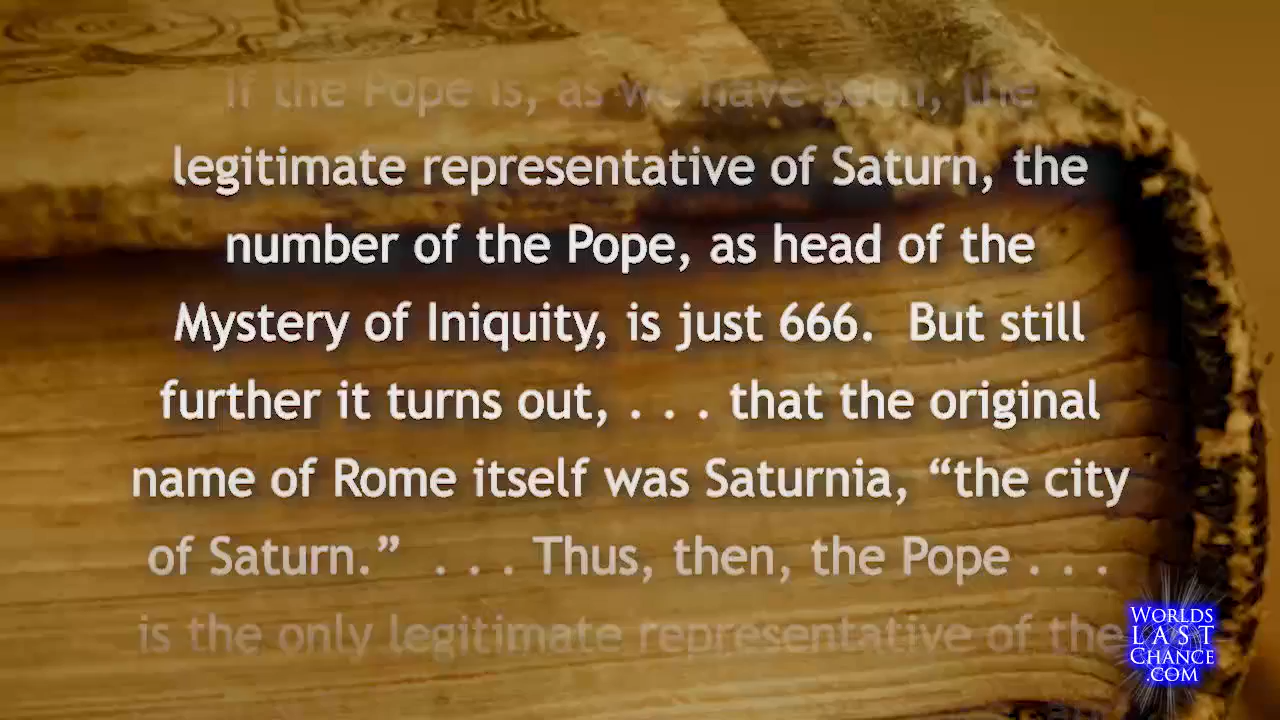 If the Pope is, as we have seen, the
legitimate representative of Saturn, the
number of the Pope, as head of the
Mystery of Iniquity, is just 666.  But still
further it turns out, . . . that the original
name of Rome itself was Saturnia, “the city
of Saturn.”  . . . Thus, then, the Pope . . .
is the only legitimate representative of the
WORLDS
LAST
CHANCE
.COM